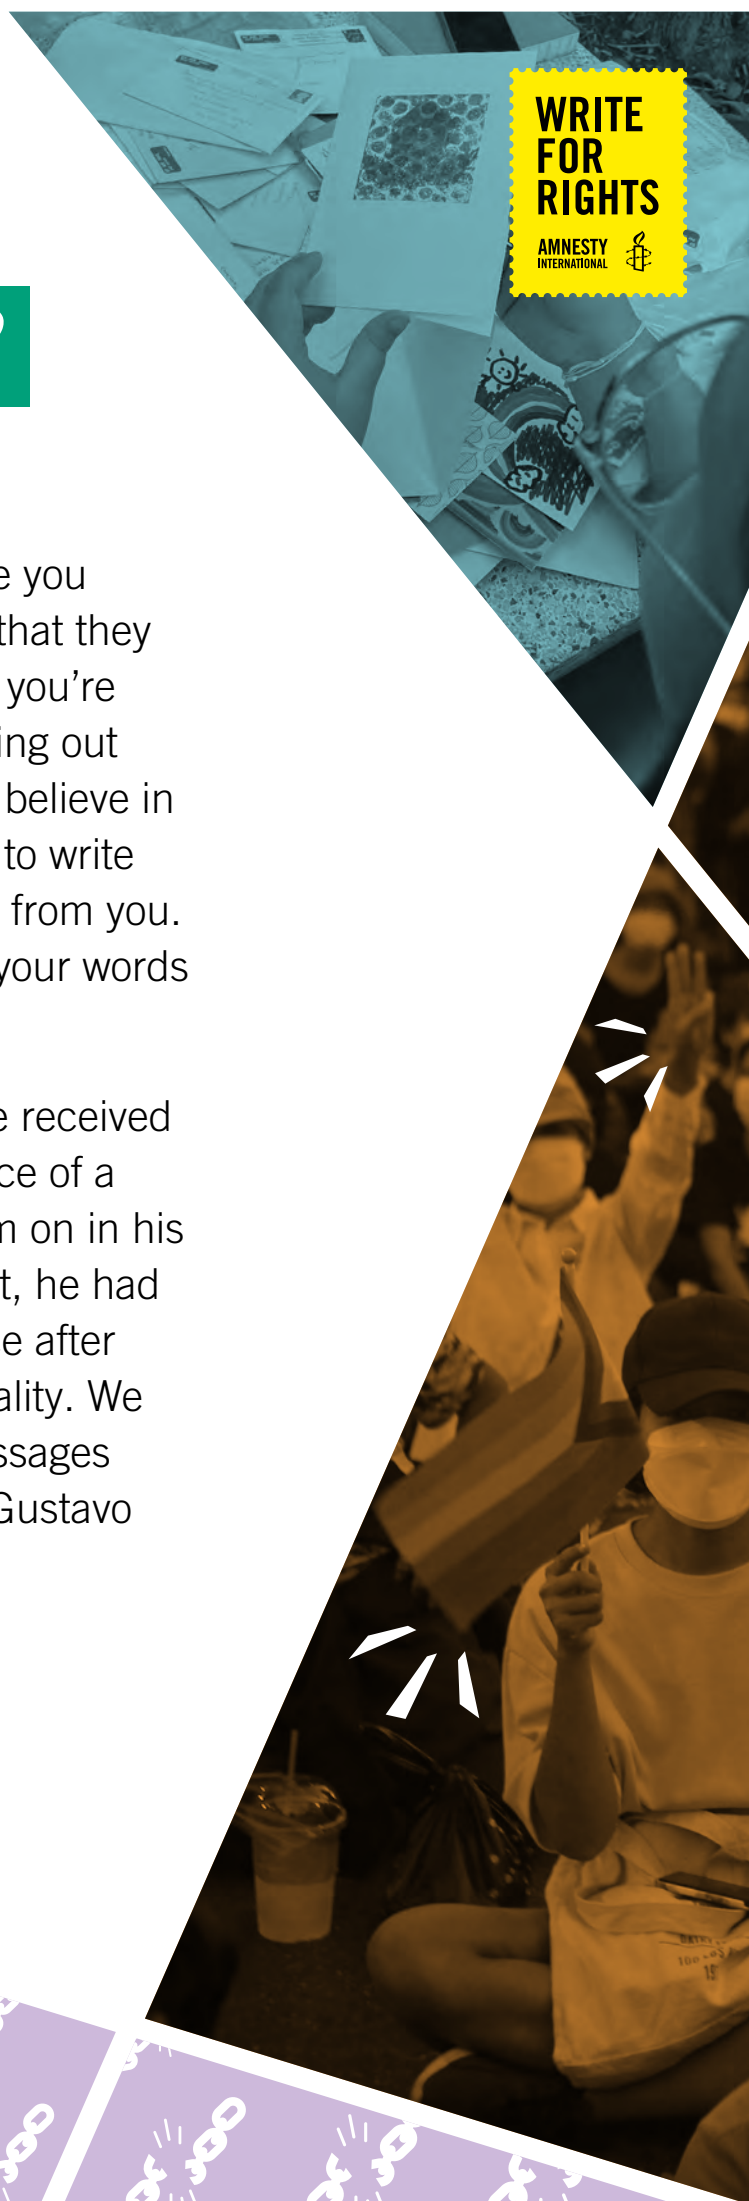 WRITE
FOR
RIGHTS
AMNESTY
INTERNATIONAL
?
e you
that they
you’re
ing out
believe in
to write
from you.
your words
e received
ce of a
m on in his
t, he had
e after
ality. We
ssages
Gustavo